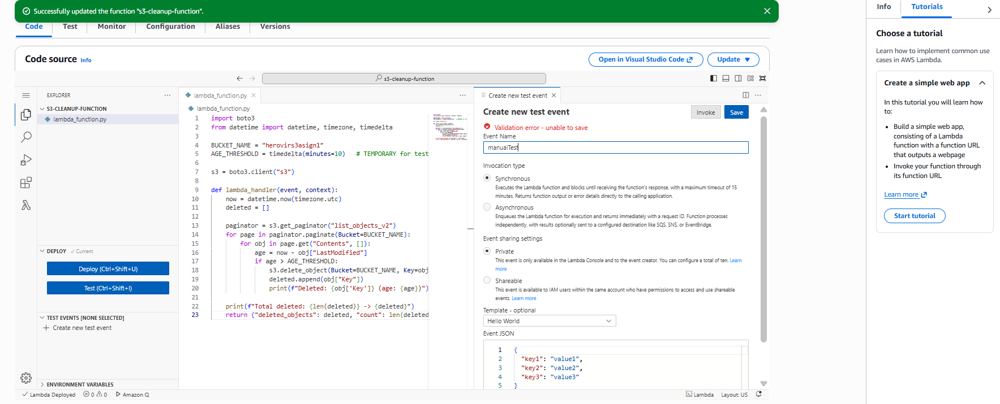 Successfully updated the function "s3-cleanup-function".
Code
Test
Monitor
Configuration
Aliases
Versions
Code source Info
Open in Visual Studio Code
Update
s3-cleanup-function
EXPLORER
S3-CLEANUP-FUNCTION
lambda_function.py
DEPLOY Current
Deploy (Ctrl+Shift+U)
Test (Ctrl+Shift+I)
TEST EVENTS [NONE SELECTED]
Create new test event
ENVIRONMENT VARIABLES
lambda_function.py
lambda_function.py
1 import boto3
2 from datetime import datetime, timezone, timedelta
3
4 BUCKET_NAME = "herovirs3asign1"
5 AGE_THRESHOLD = timedelta(minutes=10)   # TEMPORARY for test
6
7 s3 = boto3.client("s3")
8
9 def lambda_handler(event, context):
10     now = datetime.now(timezone.utc)
11     deleted = []
12
13     paginator = s3.get_paginator("list_objects_v2")
14     for page in paginator.paginate(Bucket=BUCKET_NAME):
15         for obj in page.get("Contents", []):
16             age = now - obj["LastModified"]
17             if age > AGE_THRESHOLD:
18                 s3.delete_object(Bucket=BUCKET_NAME, Key=obj
19                 deleted.append(obj["Key"])
20                 print(f"Deleted: {obj['Key']} (age: {age})")
21
22     print(f"Total deleted: {len(deleted)} -> {deleted}")
23     return {"deleted_objects": deleted, "count": len(deleted
Create new test event
Create new test event
Invoke
Save
Validation error - unable to save
Event Name
manualTest
Invocation type
Synchronous
Executes the Lambda function and blocks until receiving the function's response, with a maximum timeout of 15
minutes. Returns function output or error details directly to the calling application.
Asynchronous
Enqueues the Lambda function for execution and returns immediately with a request ID. Function processes
independently, with results optionally sent to a configured destination like SQS, SNS, or EventBridge.
Event sharing settings
Private
This event is only available in the Lambda Console and to the event creator. You can configure a total of ten. Learn
more
Shareable
This event is available to IAM users within the same account who have permissions to access and use shareable
events. Learn more
Template - optional
Hello World
Event JSON
1 {
2   "key1": "value1",
3   "key2": "value2",
4   "key3": "value3"
5 }
Lambda Deployed
0 0
Amazon Q
Lambda
Layout: US
Info
Tutorials
Choose a tutorial
Learn how to implement common use
cases in AWS Lambda.
Create a simple web app
In this tutorial you will learn how
to:
• Build a simple web app,
consisting of a Lambda
function with a function URL
that outputs a webpage
• Invoke your function through
its function URL
Learn more
Start tutorial